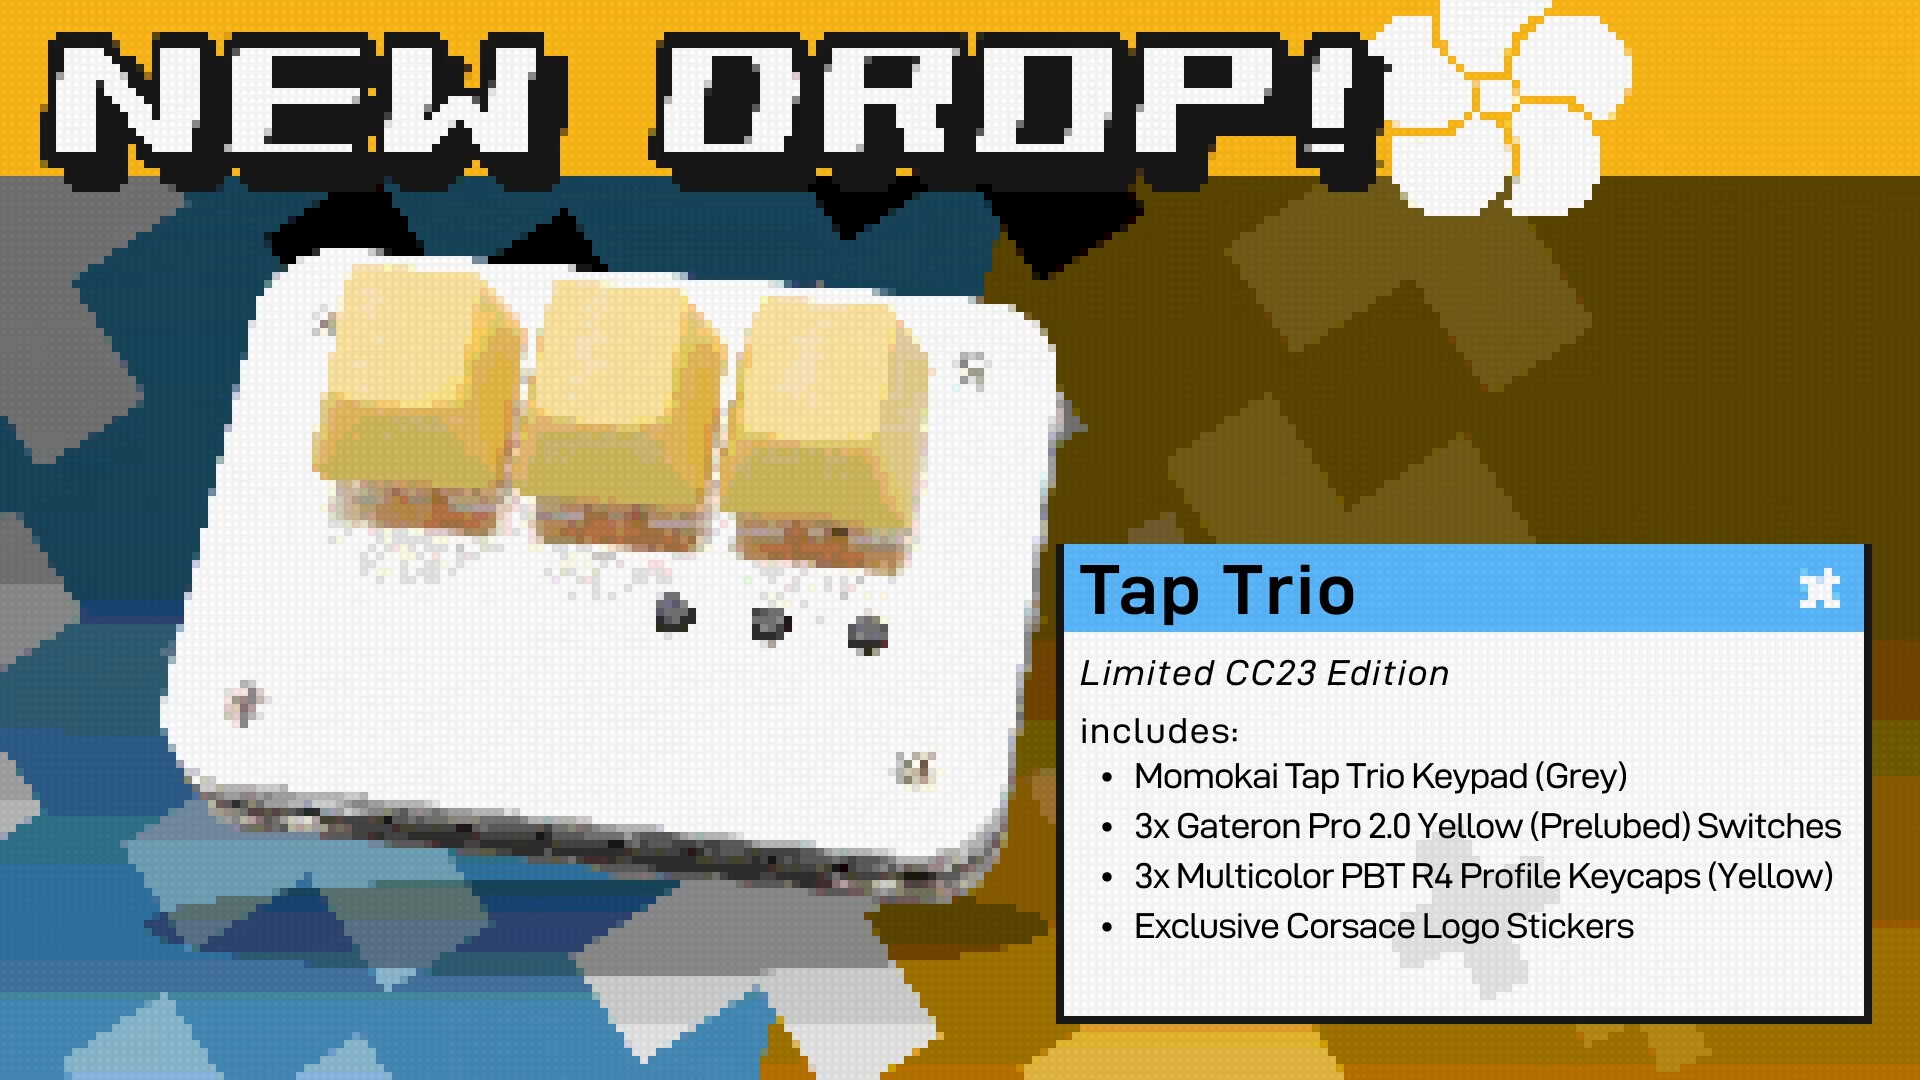 NEW DROP!
Tap Trio
Limited CC23 Edition
includes:
• Momokai Tap Trio Keypad (Grey)
• 3x Gateron Pro 2.0 Yellow (Prelubed) Switches
• 3x Multicolor PBT R4 Profile Keycaps (Yellow)
• Exclusive Corsace Logo Stickers